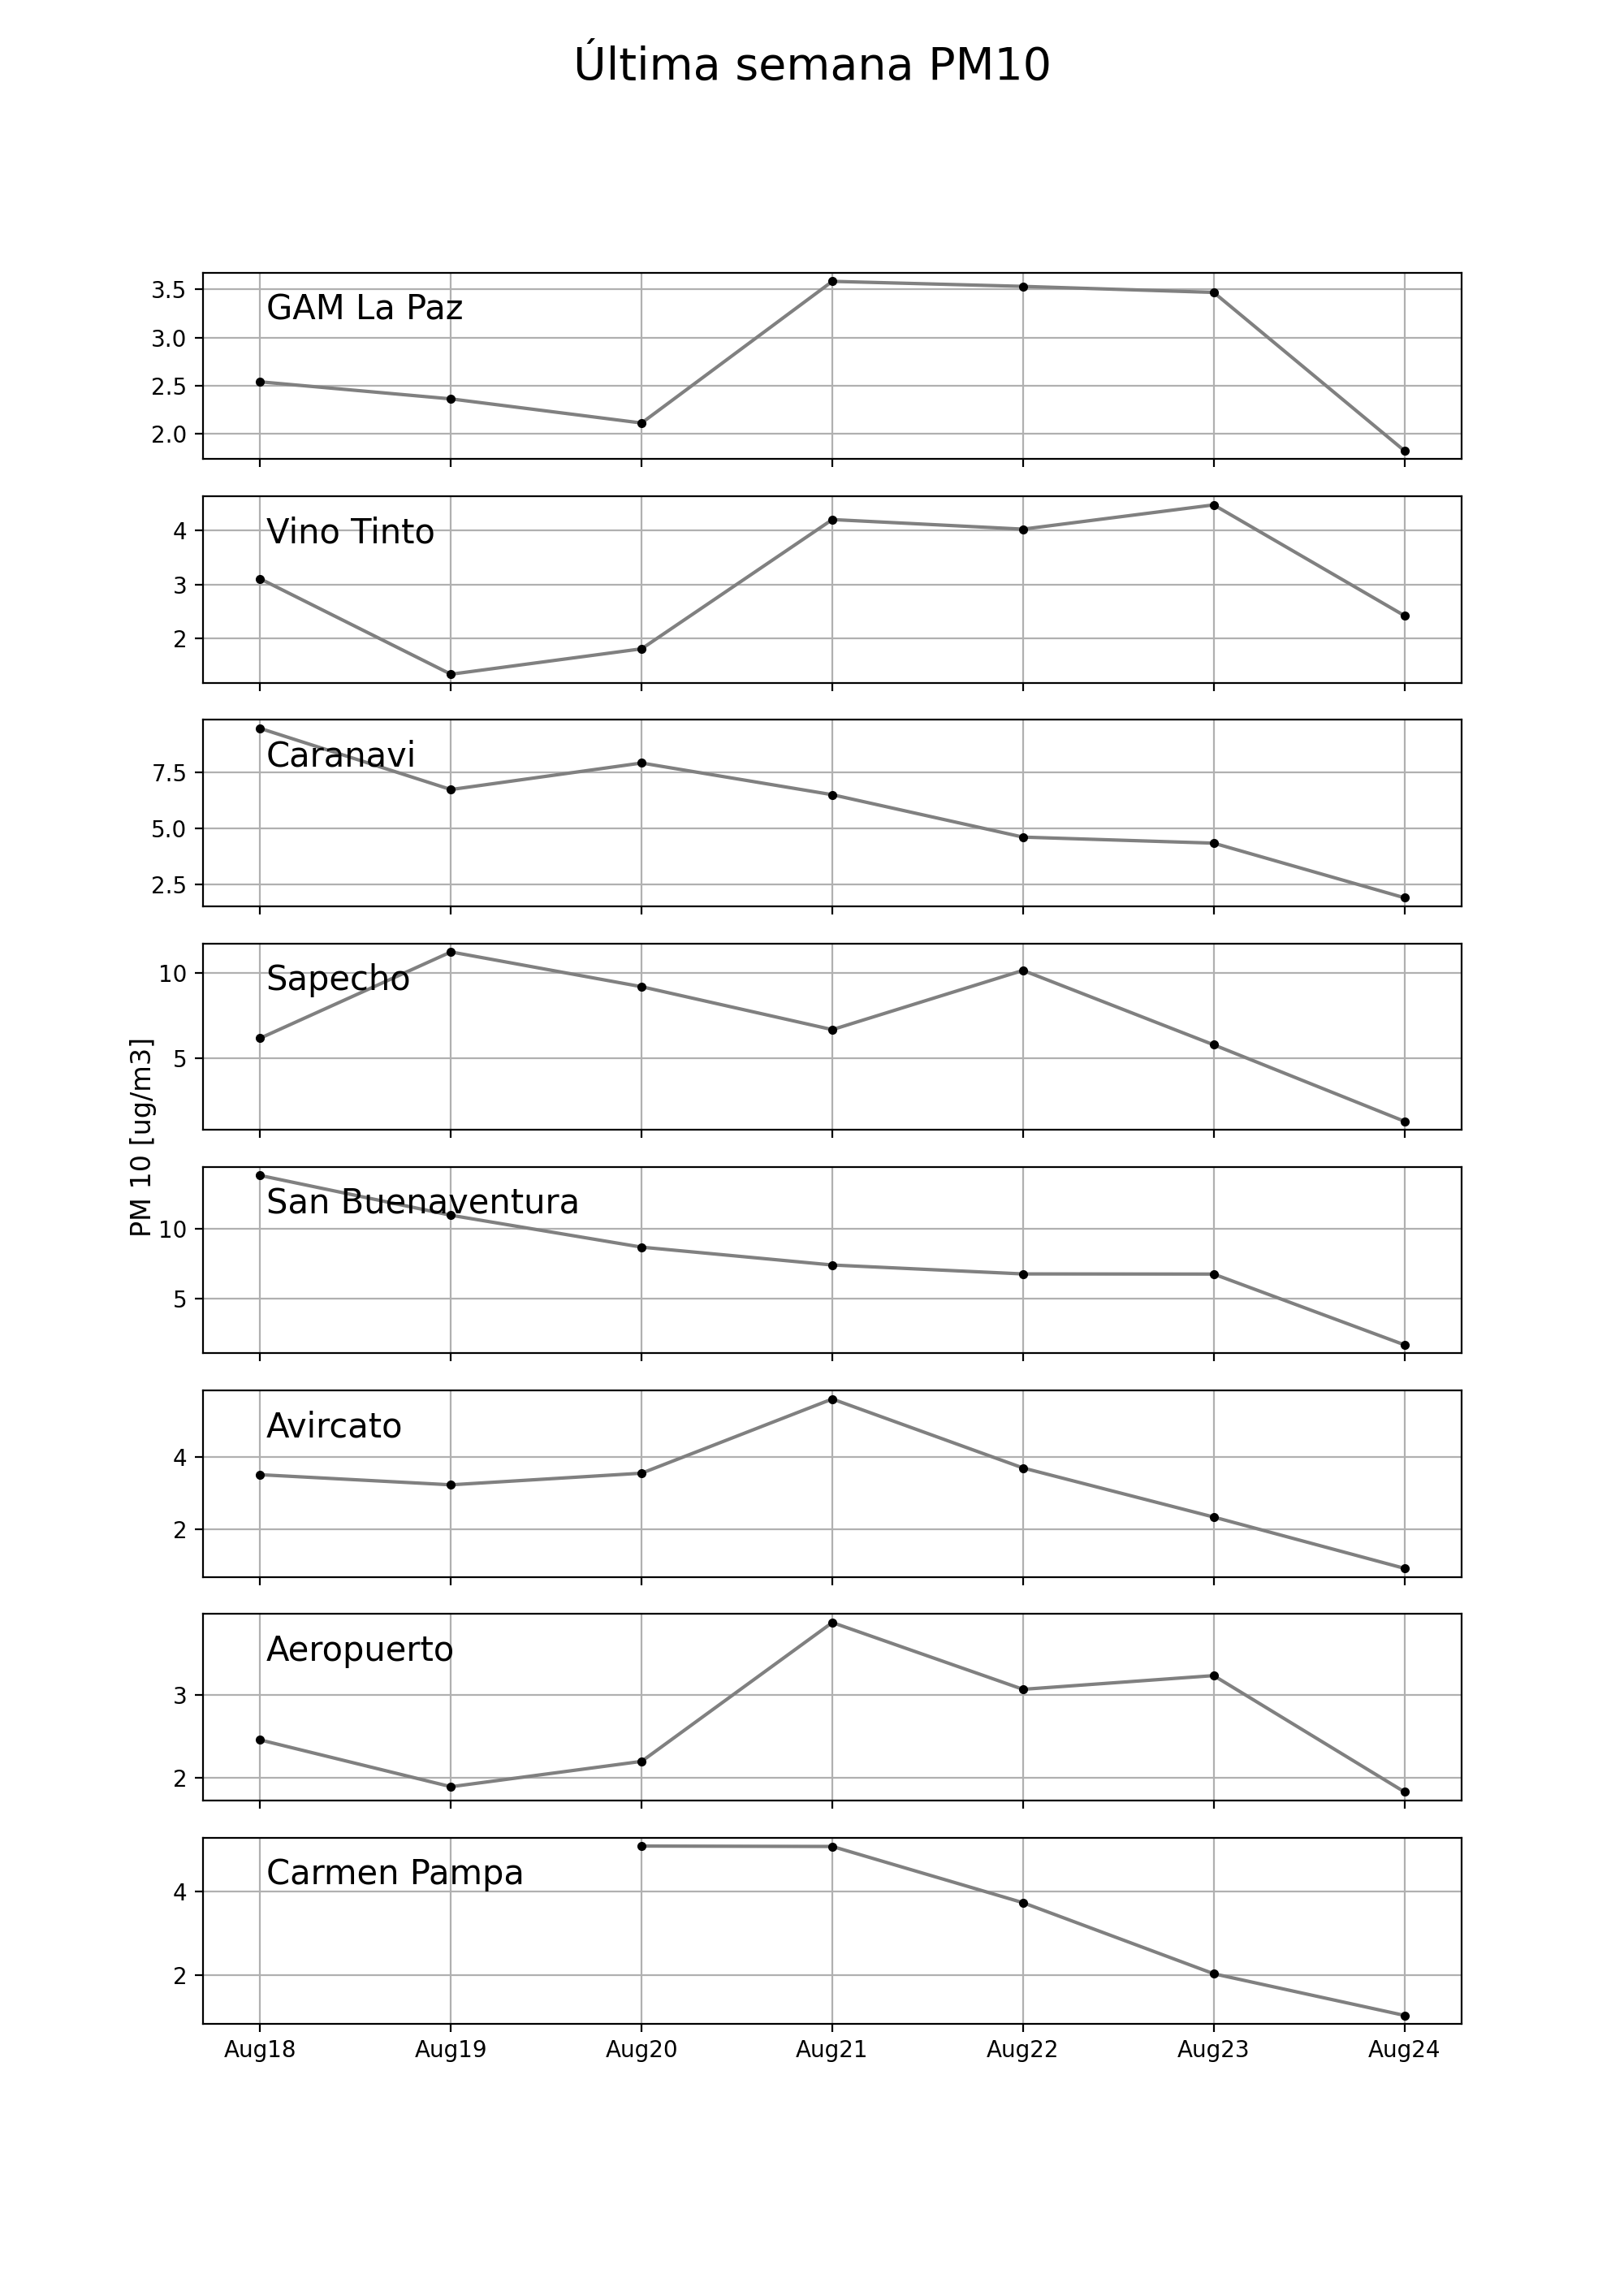 Última semana PM10
3.5
3.0
2.5
2.0
GAM La Paz
4
3
2
Vino Tinto
7.5
5.0
2.5
Caranavi
10
5
Sapecho
PM 10 [ug/m3]
10
5
San Buenaventura
4
2
Avircato
3
2
Aeropuerto
4
2
Carmen Pampa
Aug18 Aug19 Aug20 Aug21 Aug22 Aug23 Aug24